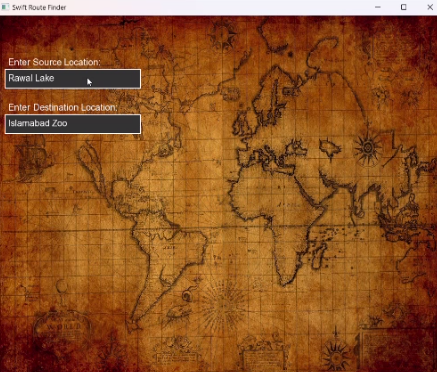 Swift Route Finder
Enter Source Location:
Rawal Lake
Enter Destination Location:
Islamabad Zoo